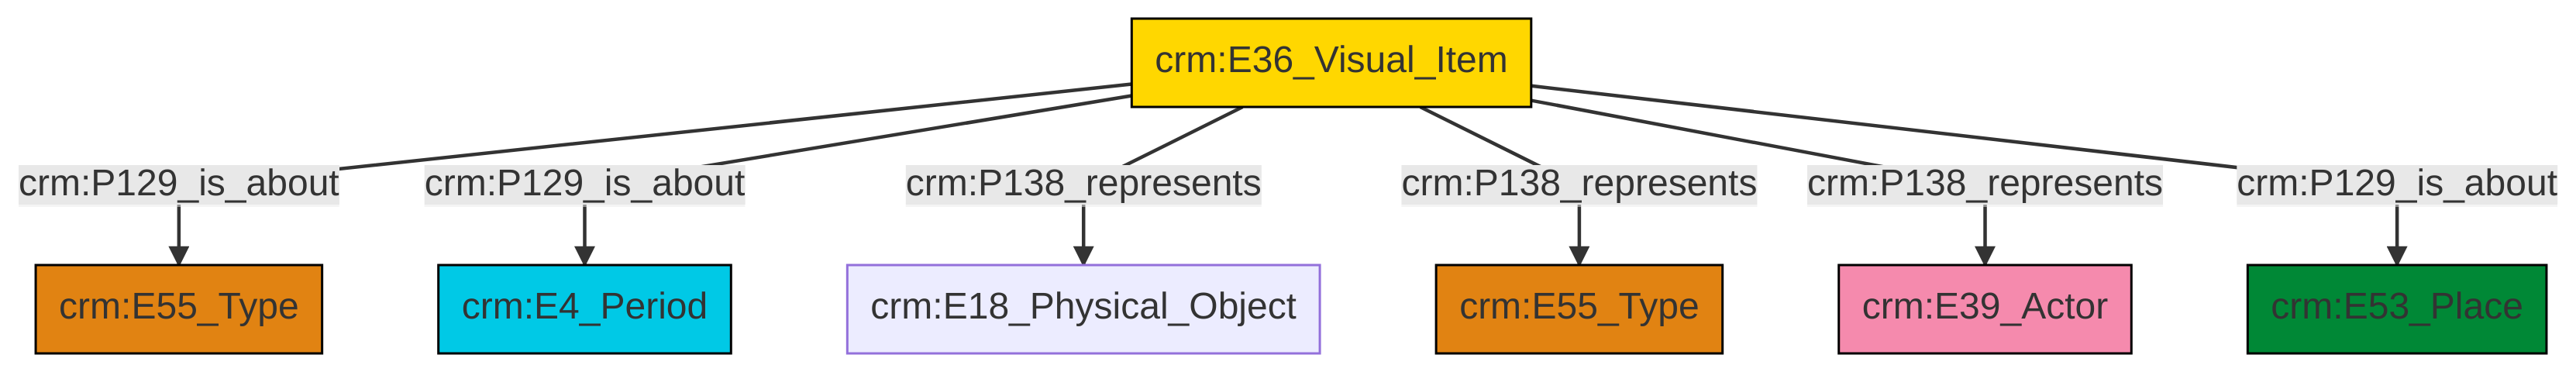 crm:E36_Visual_Item
crm:P129_is_about
crm:P129_is_about
crm:P138_represents
crm:P138_represents
crm:P138_represents
crm:P129_is_about
crm:E55_Type
crm:E4_Period
crm:E18_Physical_Object
crm:E55_Type
crm:E39_Actor
crm:E53_Place